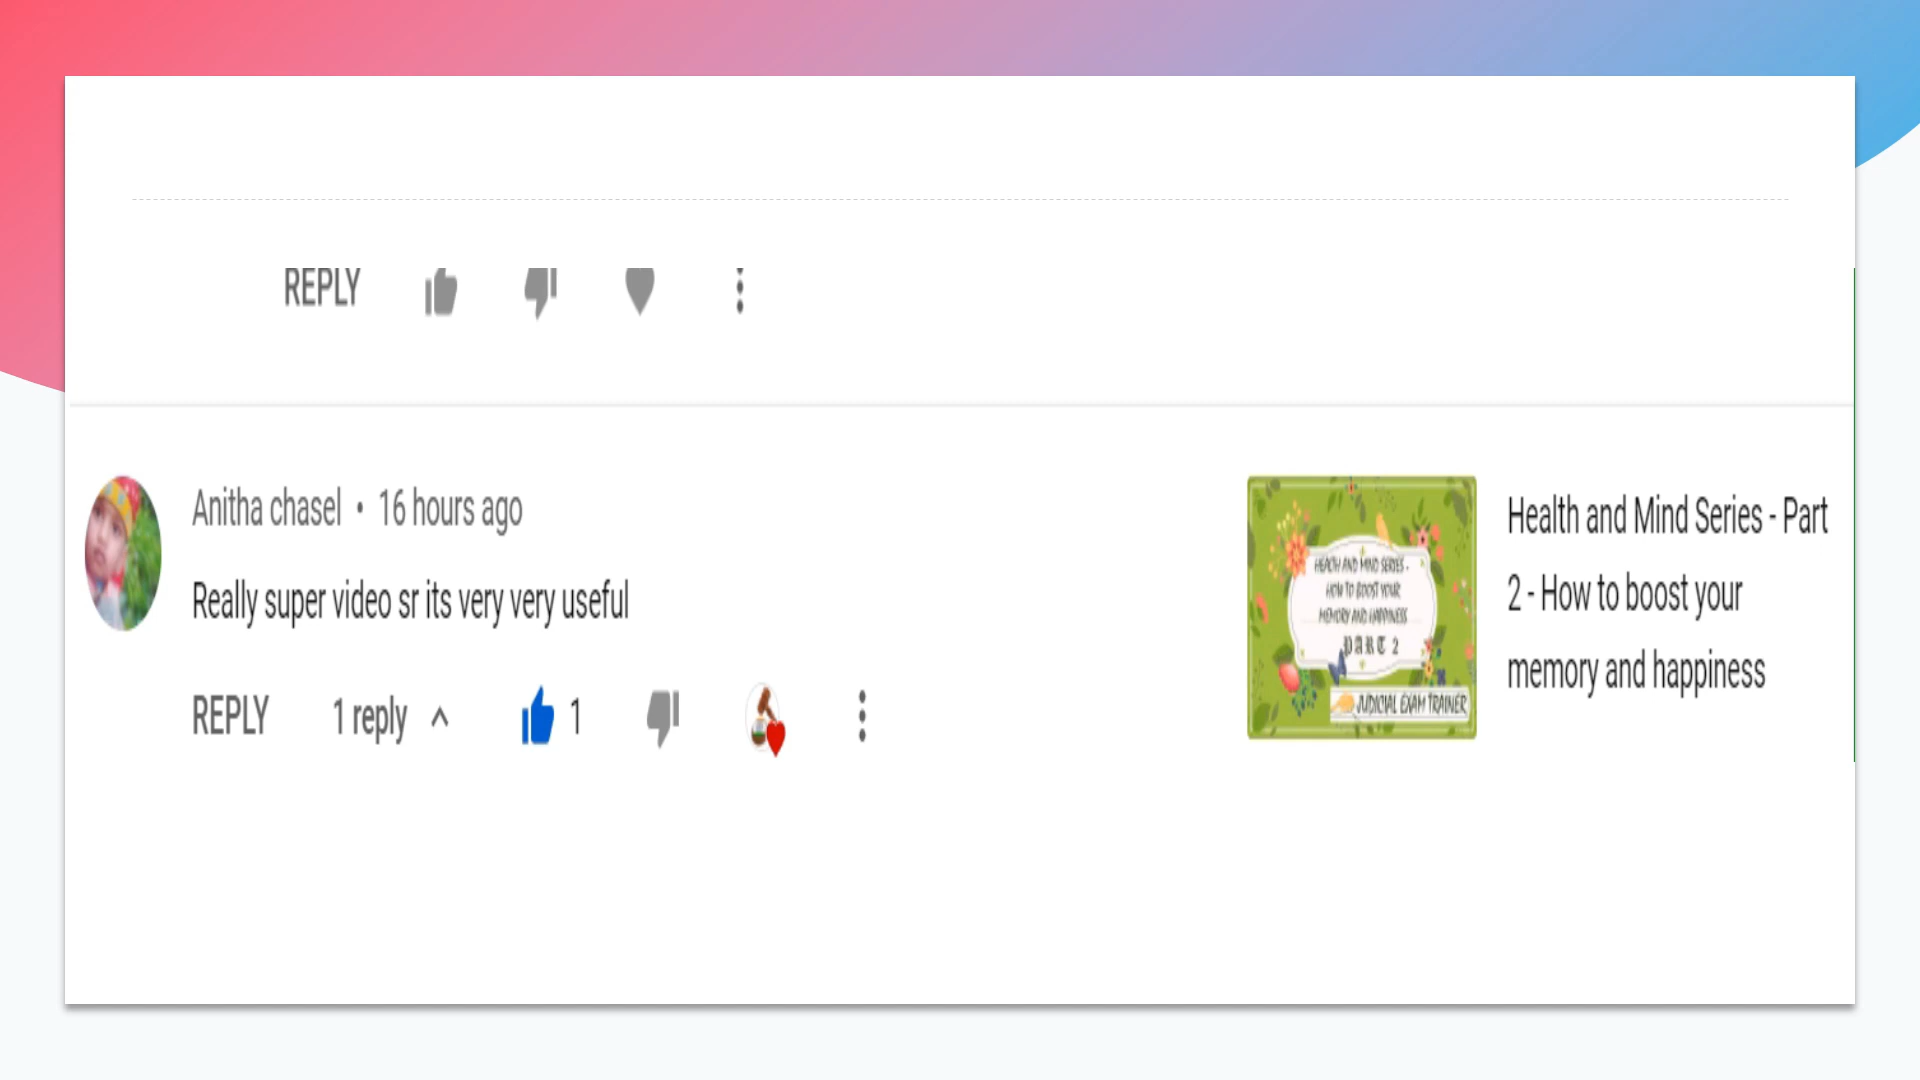 REPLY
Anitha chasel • 16 hours ago
Really super video sr its very very useful
REPLY 1 reply 1
HEALTH AND MIND SERIES -
HOW TO BOOST YOUR
MEMORY AND HAPPINESS
PART 2
JUDICIAL EXAM TRAINER
Health and Mind Series - Part
2 - How to boost your
memory and happiness